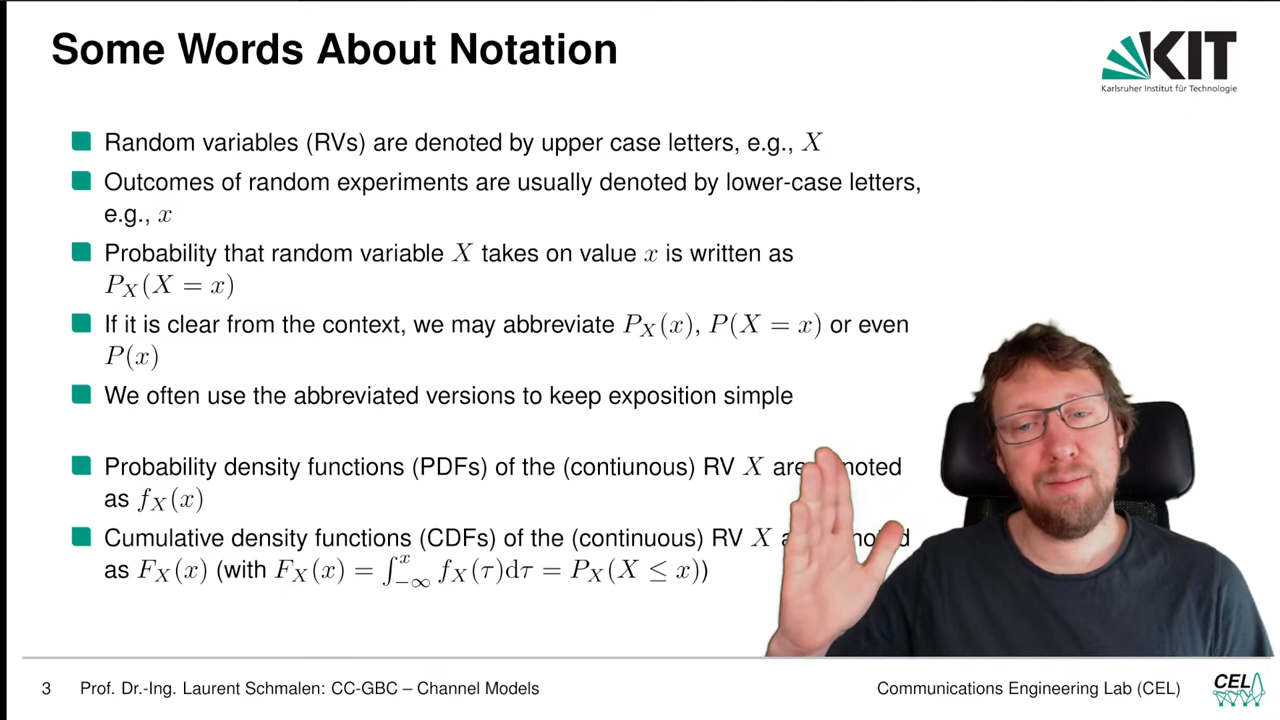 Some Words About Notation
KIT
Karlsruher Institut für Technologie
Random variables (RVs) are denoted by upper case letters, e.g., X
Outcomes of random experiments are usually denoted by lower-case letters,
e.g., x
Probability that random variable X takes on value x is written as
P_X(X = x)
If it is clear from the context, we may abbreviate P_X(x), P(X = x) or even
P(x)
We often use the abbreviated versions to keep exposition simple
Probability density functions (PDFs) of the (contiunous) RV X are noted
as f_X(x)
Cumulative density functions (CDFs) of the (continuous) RV X
as F_X(x) (with F_X(x) = ∫_{−∞}^{x} f_X(τ)dτ = P_X(X ≤ x))
3 Prof. Dr.-Ing. Laurent Schmalen: CC-GBC – Channel Models
Communications Engineering Lab (CEL)
CEL